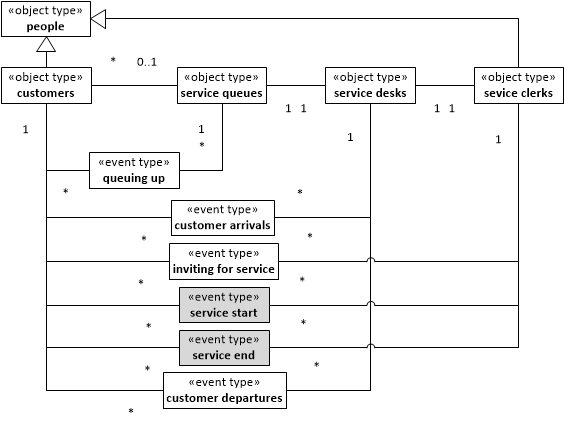 «object type»
people
«object type»
customers
* 0..1
«object type»
service queues
1 1
«object type»
service desks
1 1
«object type»
sevice clerks
1
1
1
1
*
«event type»
queuing up
*
*
«event type»
customer arrivals
*
*
«event type»
inviting for service
*
*
«event type»
service start
*
*
«event type»
service end
*
*
«event type»
customer departures
*